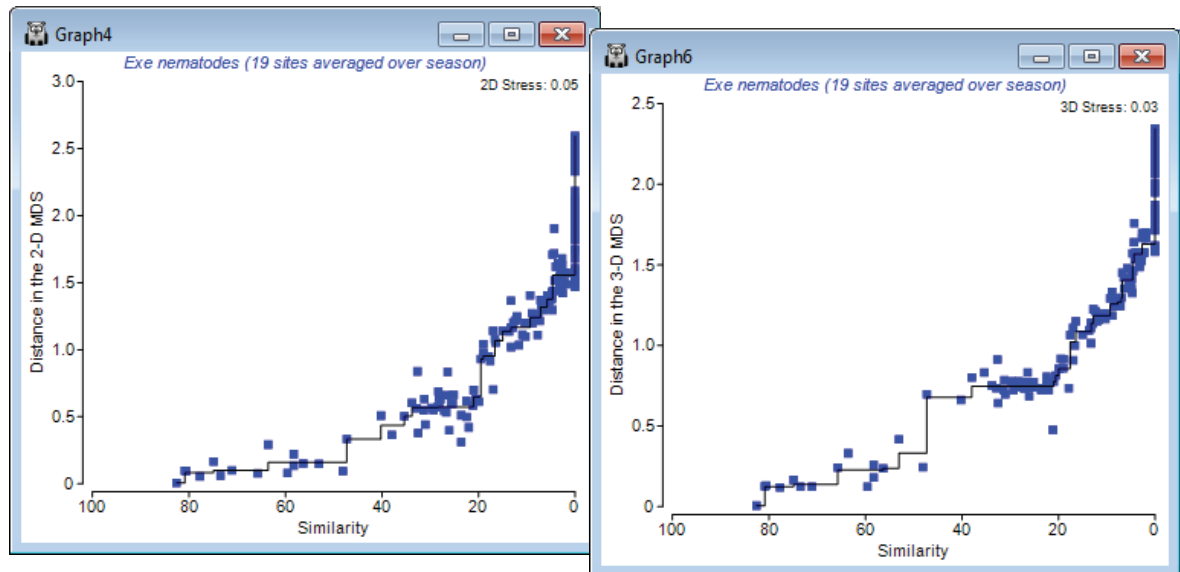 Graph4
Exe nematodes (19 sites averaged over season)
2D Stress: 0.05
Distance in the 2-D MDS
3.0
2.5
2.0
1.5
1.0
0.5
0
100 80 60 40 20 0
Similarity
Graph6
Exe nematodes (19 sites averaged over season)
3D Stress: 0.03
Distance in the 3-D MDS
2.5
2.0
1.5
1.0
0.5
0
100 80 60 40 20 0
Similarity